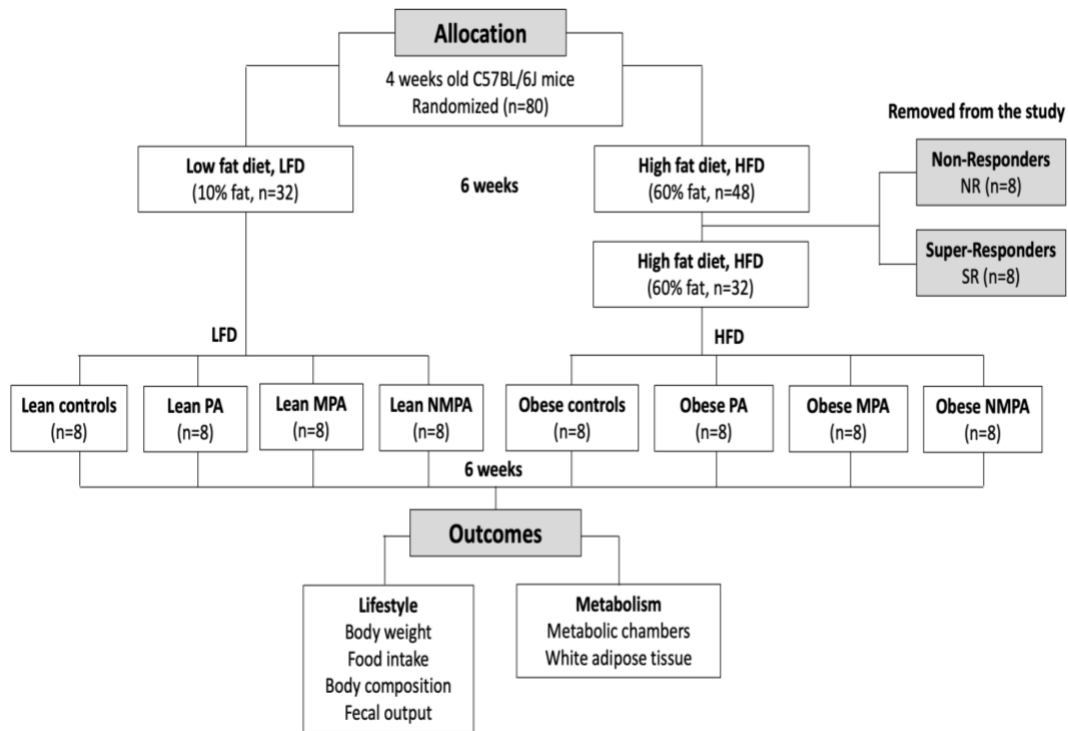 Allocation
4 weeks old C57BL/6J mice
Randomized (n=80)
Removed from the study
Low fat diet, LFD
(10% fat, n=32)
6 weeks
High fat diet, HFD
(60% fat, n=48)
Non-Responders
NR (n=8)
High fat diet, HFD
(60% fat, n=32)
Super-Responders
SR (n=8)
LFD
HFD
Lean controls
(n=8)
Lean PA
(n=8)
Lean MPA
(n=8)
Lean NMPA
(n=8)
Obese controls
(n=8)
Obese PA
(n=8)
Obese MPA
(n=8)
Obese NMPA
(n=8)
6 weeks
Outcomes
Lifestyle
Body weight
Food intake
Body composition
Fecal output
Metabolism
Metabolic chambers
White adipose tissue